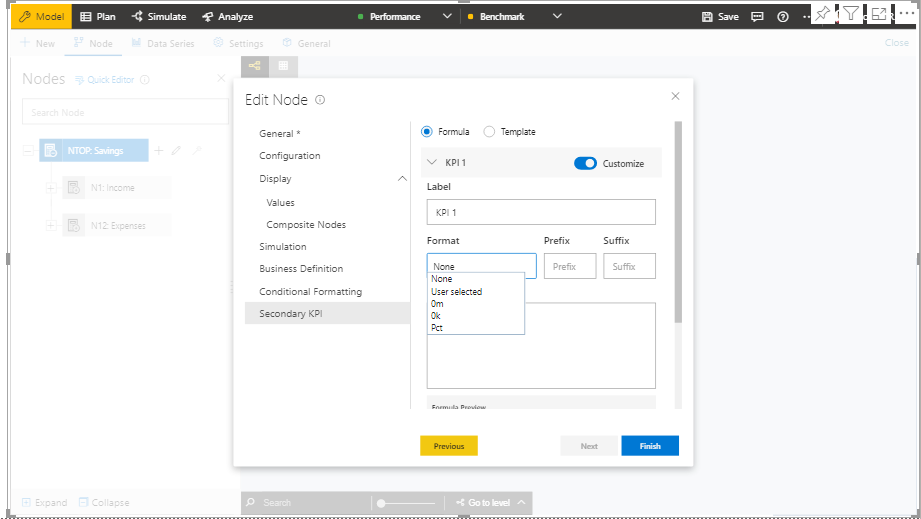 Model Plan Simulate Analyze Performance Benchmark Save
New Node Data Series Settings General Close
Nodes Quick Editor
Search Node
NTOP: Savings
N1: Income
N12: Expenses
Expand Collapse
Edit Node
General *
Configuration
Display
Values
Composite Nodes
Simulation
Business Definition
Conditional Formatting
Secondary KPI
Formula Template
KPI 1 Customize
Label
KPI 1
Format Prefix Suffix
None Prefix Suffix
None
User selected
0m
0k
Pct
Formula Preview
Previous Next Finish
Search Go to level